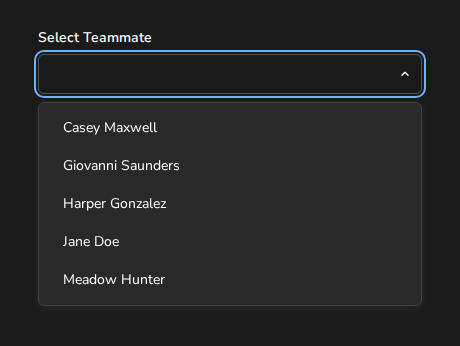 Select Teammate
Casey Maxwell
Giovanni Saunders
Harper Gonzalez
Jane Doe
Meadow Hunter